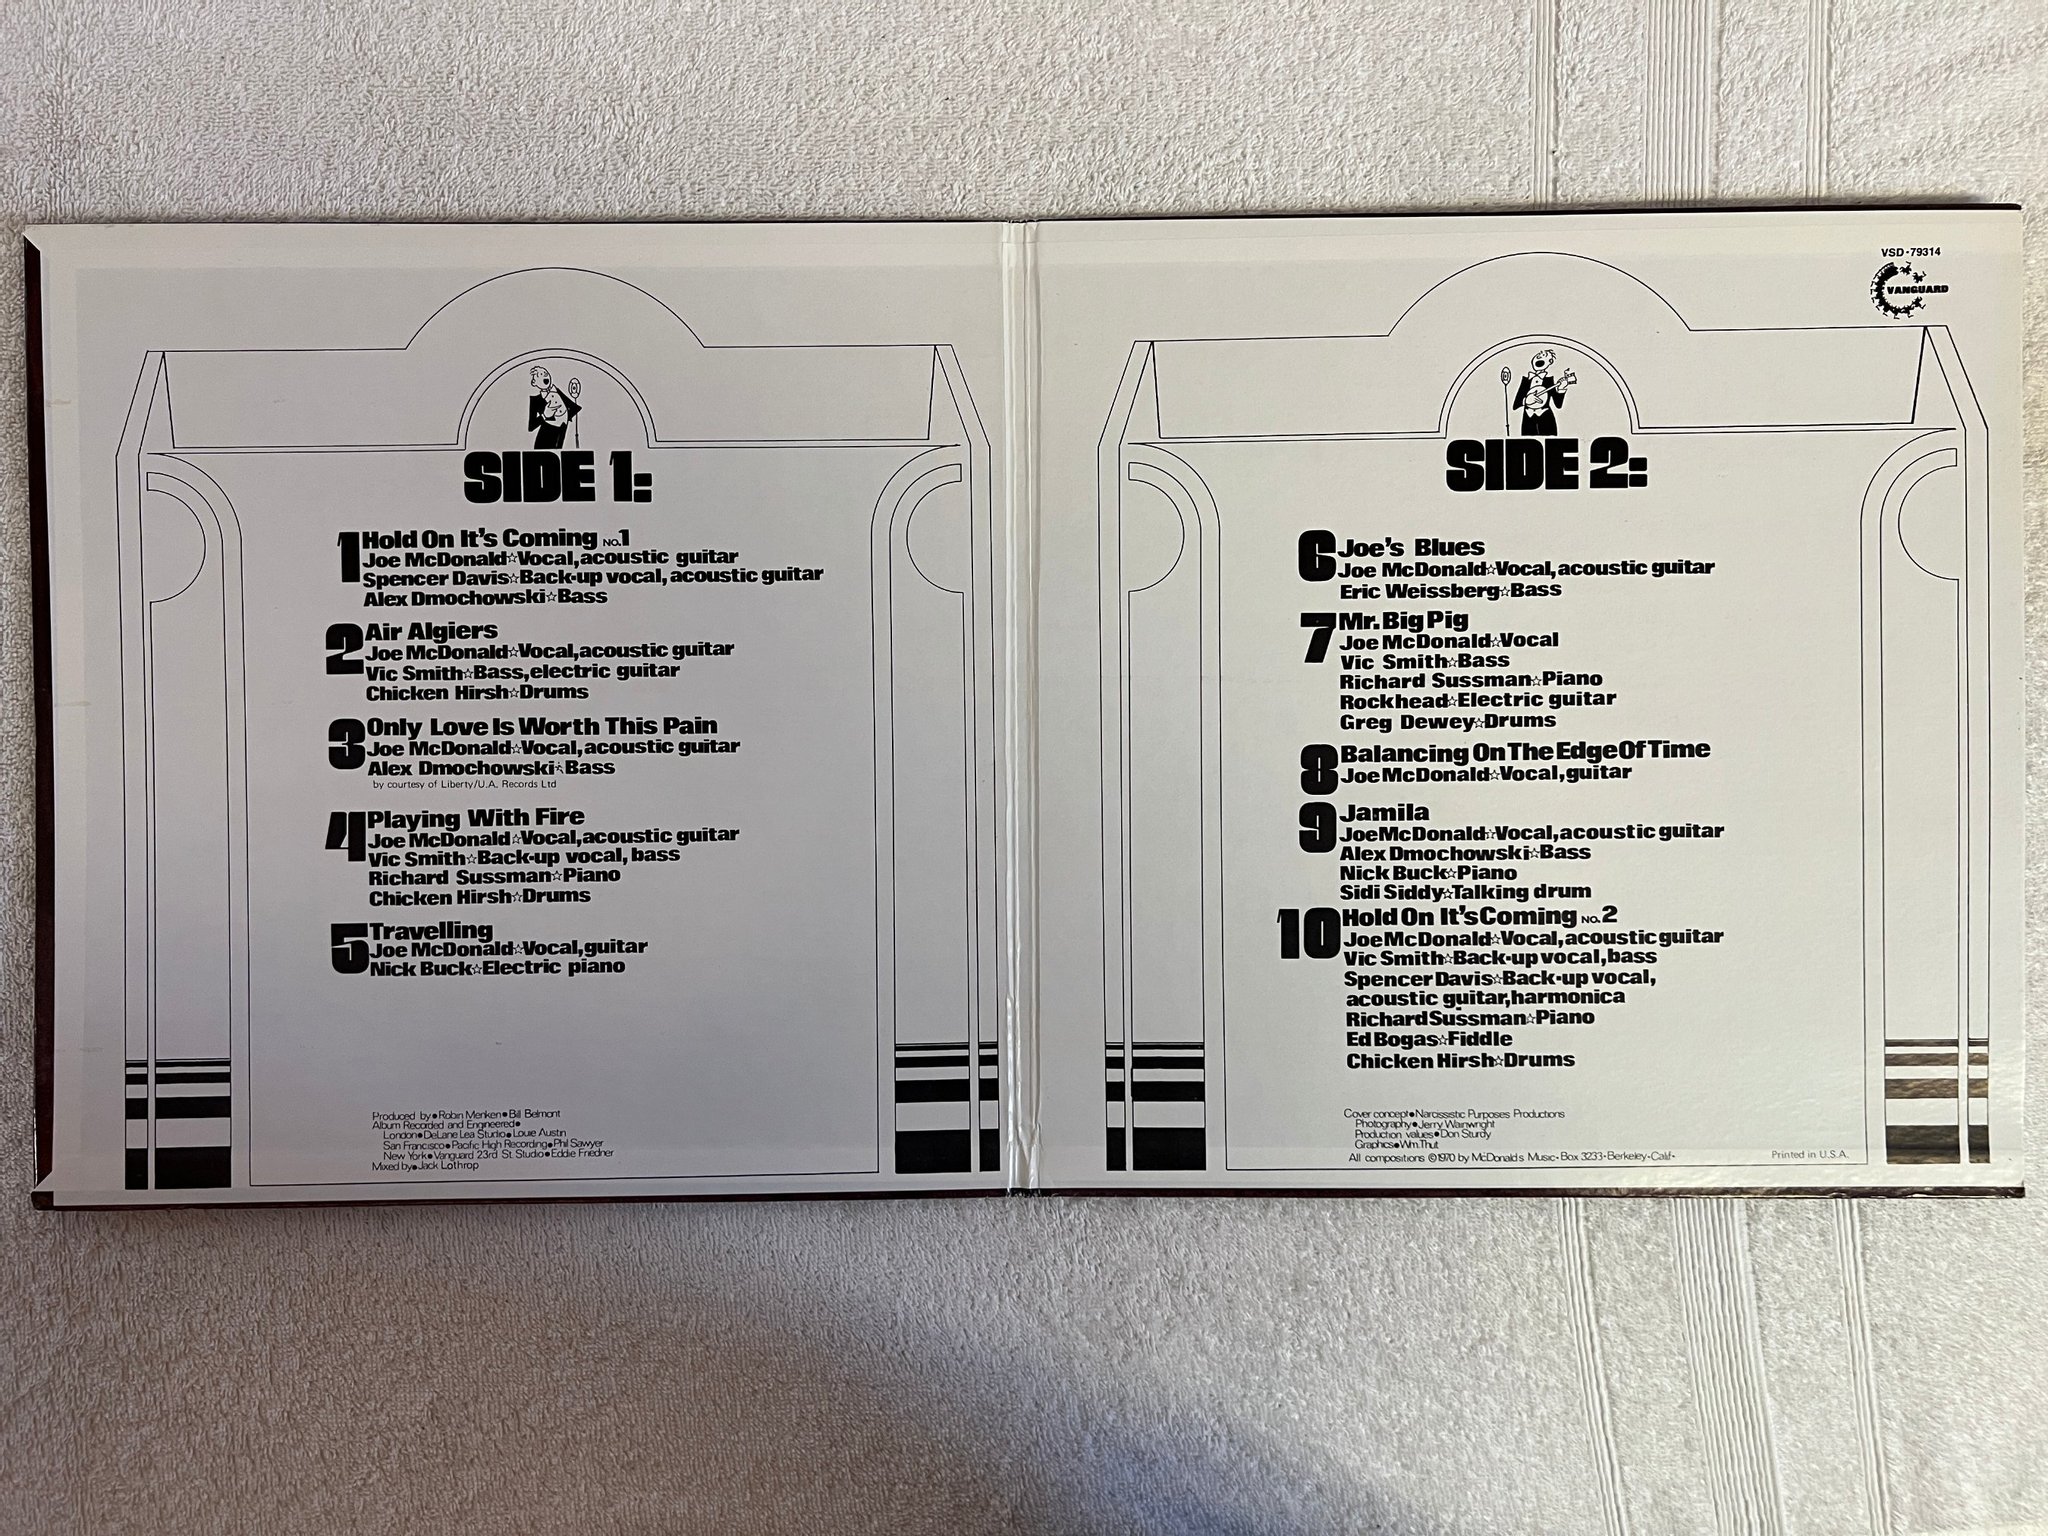 SIDE 1:
1 Hold On It's Coming No.1
Joe McDonald☆Vocal, acoustic guitar
Spencer Davis☆Back-up vocal, acoustic guitar
Alex Dmochowski☆Bass
2 Air Algiers
Joe McDonald☆Vocal, acoustic guitar
Vic Smith☆Bass, electric guitar
Chicken Hirsh☆Drums
3 Only Love Is Worth This Pain
Joe McDonald☆Vocal, acoustic guitar
Alex Dmochowski☆Bass
by courtesy of Liberty/U.A. Records Ltd
4 Playing With Fire
Joe McDonald☆Vocal, acoustic guitar
Vic Smith☆Back-up vocal, bass
Richard Sussman☆Piano
Chicken Hirsh☆Drums
5 Travelling
Joe McDonald☆Vocal, guitar
Nick Buck☆Electric piano
Produced by●Robin Menken●Bill Belmont
Album Recorded and Engineered●
London●DeLane Lea Studio●Louie Austin
San Francisco●Pacific High Recording●Phil Sawyer
New York●Vanguard 23rd St. Studio●Eddie Friedner
Mixed by●Jack Lothrop
VSD-79314
VANGUARD
SIDE 2:
6 Joe's Blues
Joe McDonald☆Vocal, acoustic guitar
Eric Weissberg☆Bass
7 Mr. Big Pig
Joe McDonald☆Vocal
Vic Smith☆Bass
Richard Sussman☆Piano
Rockhead☆Electric guitar
Greg Dewey☆Drums
8 Balancing On The Edge Of Time
Joe McDonald☆Vocal, guitar
9 Jamila
Joe McDonald☆Vocal, acoustic guitar
Alex Dmochowski☆Bass
Nick Buck☆Piano
Sidi Siddy☆Talking drum
10 Hold On It's Coming No.2
Joe McDonald☆Vocal, acoustic guitar
Vic Smith☆Back-up vocal, bass
Spencer Davis☆Back-up vocal,
acoustic guitar, harmonica
Richard Sussman☆Piano
Ed Bogas☆Fiddle
Chicken Hirsh☆Drums
Cover concept●Narcissistic Purposes Productions
Photography●Jerry Wainwright
Production values●Don Sturdy
Graphics●Wm. Thut
All compositions ©1970 by McDonald's Music•Box 3233•Berkeley•Calif•
Printed in U.S.A.